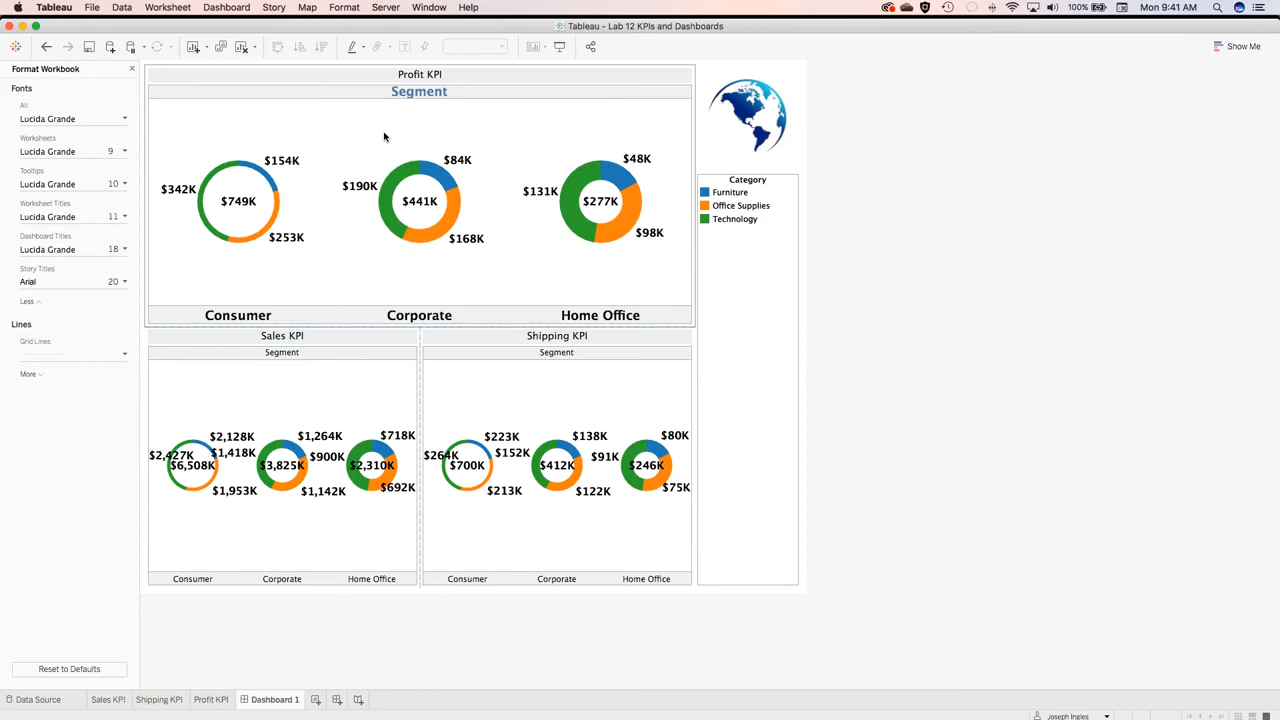 Tableau File Data Worksheet Dashboard Story Map Format Server Window Help 100% Mon 9:41 AM
Tableau - Lab 12 KPIs and Dashboards
Show Me
Format Workbook
Fonts
All
Lucida Grande
Worksheets
Lucida Grande 9
Tooltips
Lucida Grande 10
Worksheet Titles
Lucida Grande 11
Dashboard Titles
Lucida Grande 18
Story Titles
Arial 20
Less
Lines
Grid Lines
More
Reset to Defaults
Profit KPI
Segment
$154K
$342K
$749K
$253K
$84K
$190K
$441K
$168K
$48K
$131K
$277K
$98K
Consumer Corporate Home Office
Category
Furniture
Office Supplies
Technology
Sales KPI
Segment
$2,128K
$2,427K
$6,508K
$1,953K
$1,264K
$1,418K
$3,825K
$1,142K
$718K
$900K
$2,310K
$692K
Consumer Corporate Home Office
Shipping KPI
Segment
$223K
$264K
$700K
$213K
$138K
$152K
$412K
$122K
$80K
$91K
$246K
$75K
Consumer Corporate Home Office
Data Source Sales KPI Shipping KPI Profit KPI Dashboard 1
Joseph Ingles